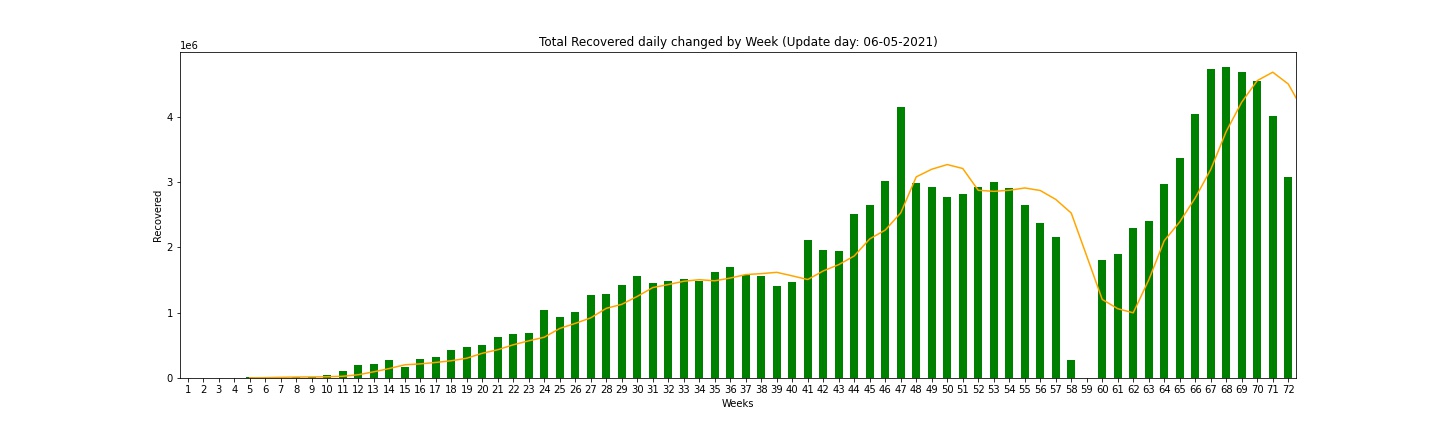 Total Recovered daily changed by Week (Update day: 06-05-2021)
1e6
4
3
2
1
0
Recovered
1 2 3 4 5 6 7 8 9 10 11 12 13 14 15 16 17 18 19 20 21 22 23 24 25 26 27 28 29 30 31 32 33 34 35 36 37 38 39 40 41 42 43 44 45 46 47 48 49 50 51 52 53 54 55 56 57 58 59 60 61 62 63 64 65 66 67 68 69 70 71 72
Weeks